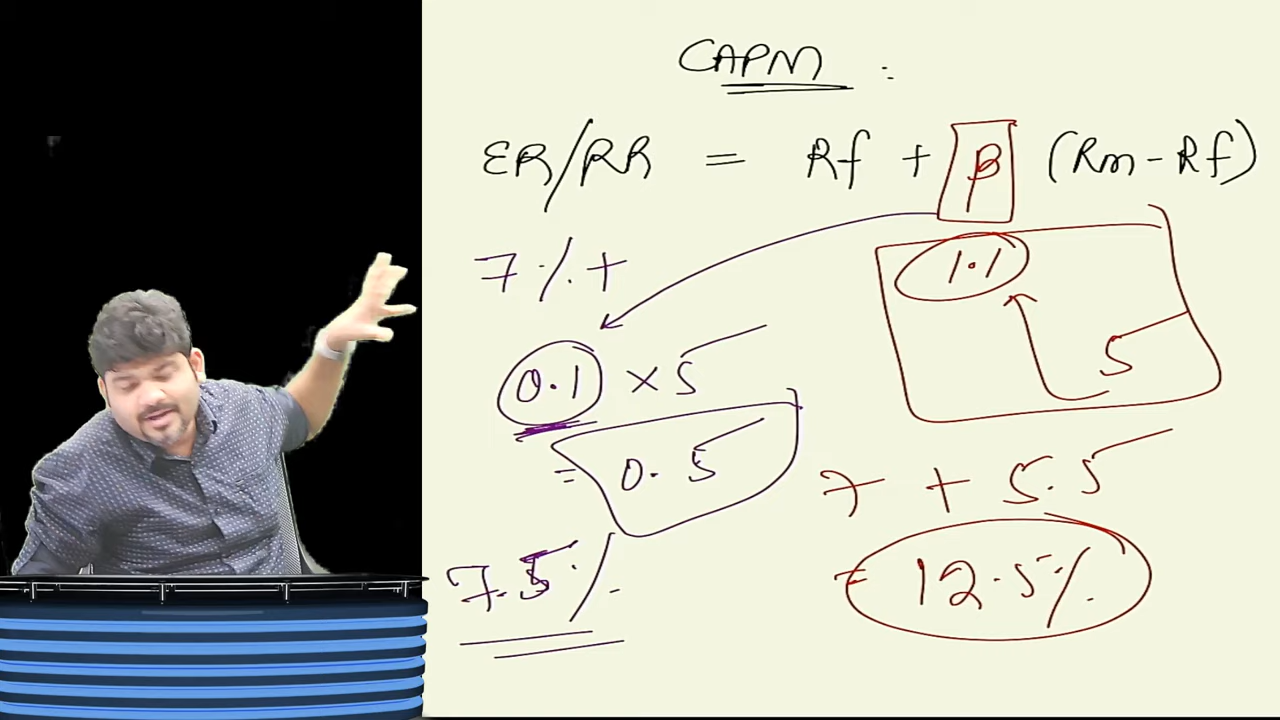 CAPM :
ER/RR = Rf + β (Rm - Rf)
7% +
0.1 × 5
= 0.5
7.5%
1.1
5
7 + 5.5
= 12.5%